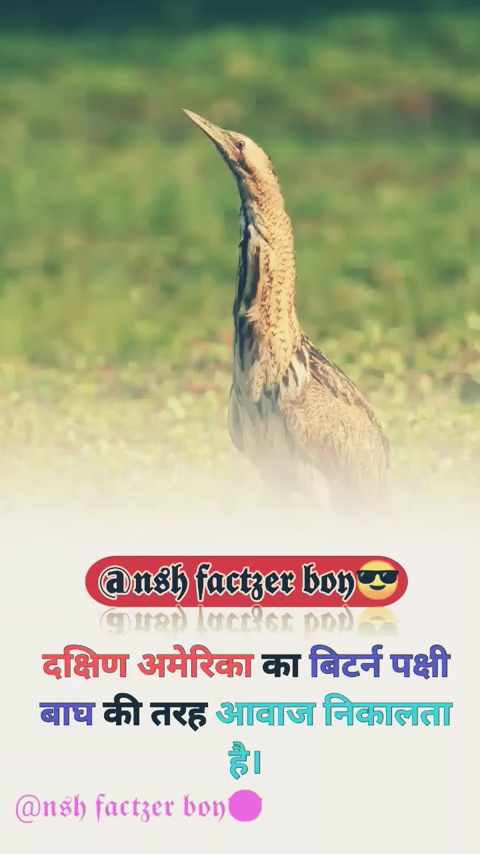 @nsh factzer boy😎
दक्षिण अमेरिका का बिटर्न पक्षी
बाघ की तरह आवाज निकालता
है।
@nsh factzer boy